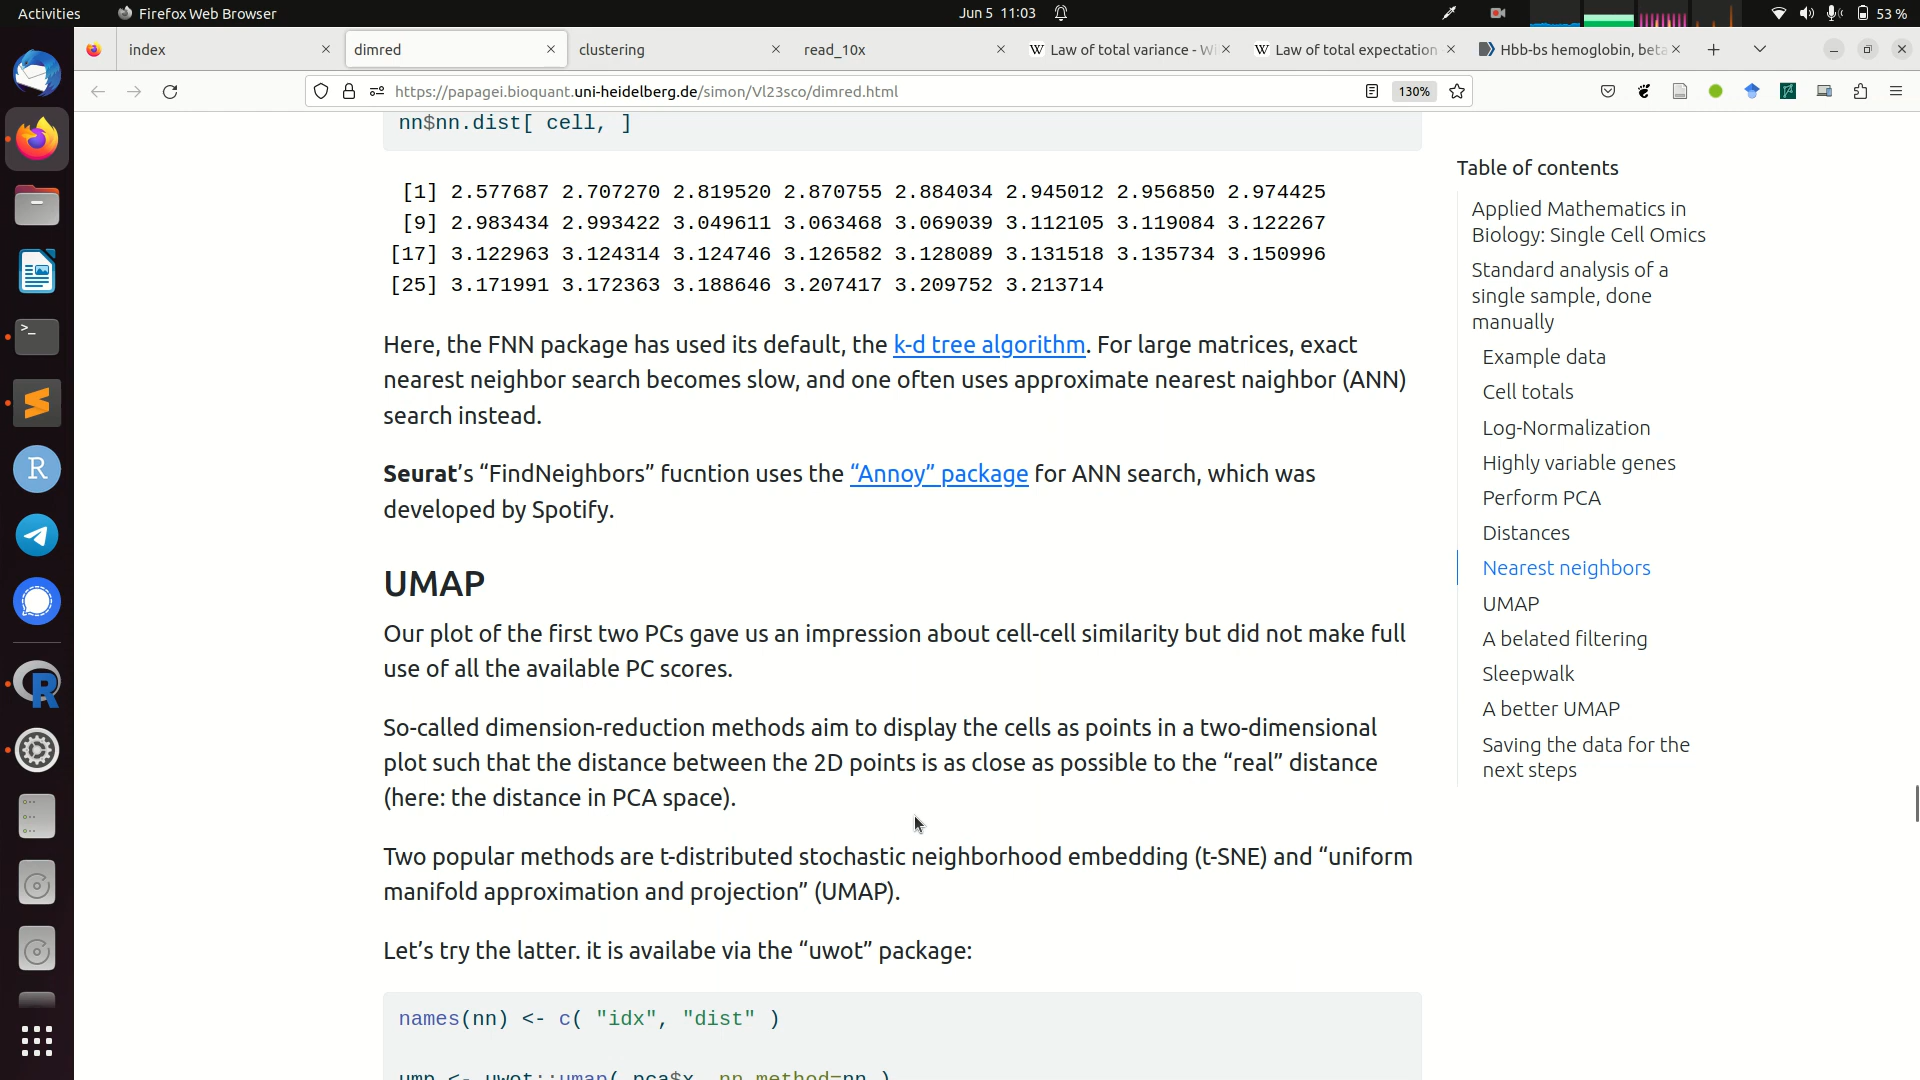 Activities
Firefox Web Browser
Jun 5 11:03
53 %
index
dimred
clustering
read_10x
Law of total variance - Wi
Law of total expectation
Hbb-bs hemoglobin, beta
https://papagei.bioquant.uni-heidelberg.de/simon/Vl23sco/dimred.html
130%
nn$nn.dist[ cell, ]
[1] 2.577687 2.707270 2.819520 2.870755 2.884034 2.945012 2.956850 2.974425
[9] 2.983434 2.993422 3.049611 3.063468 3.069039 3.112105 3.119084 3.122267
[17] 3.122963 3.124314 3.124746 3.126582 3.128089 3.131518 3.135734 3.150996
[25] 3.171991 3.172363 3.188646 3.207417 3.209752 3.213714
Here, the FNN package has used its default, the k-d tree algorithm. For large matrices, exact
nearest neighbor search becomes slow, and one often uses approximate nearest naighbor (ANN)
search instead.
Seurat’s “FindNeighbors” fucntion uses the “Annoy” package for ANN search, which was
developed by Spotify.
UMAP
Our plot of the first two PCs gave us an impression about cell-cell similarity but did not make full
use of all the available PC scores.
So-called dimension-reduction methods aim to display the cells as points in a two-dimensional
plot such that the distance between the 2D points is as close as possible to the “real” distance
(here: the distance in PCA space).
Two popular methods are t-distributed stochastic neighborhood embedding (t-SNE) and “uniform
manifold approximation and projection” (UMAP).
Let’s try the latter. it is availabe via the “uwot” package:
names(nn) <- c( "idx", "dist" )
ump <- uwot::umap( pca$x, nn_method=nn )
Table of contents
Applied Mathematics in
Biology: Single Cell Omics
Standard analysis of a
single sample, done
manually
Example data
Cell totals
Log-Normalization
Highly variable genes
Perform PCA
Distances
Nearest neighbors
UMAP
A belated filtering
Sleepwalk
A better UMAP
Saving the data for the
next steps